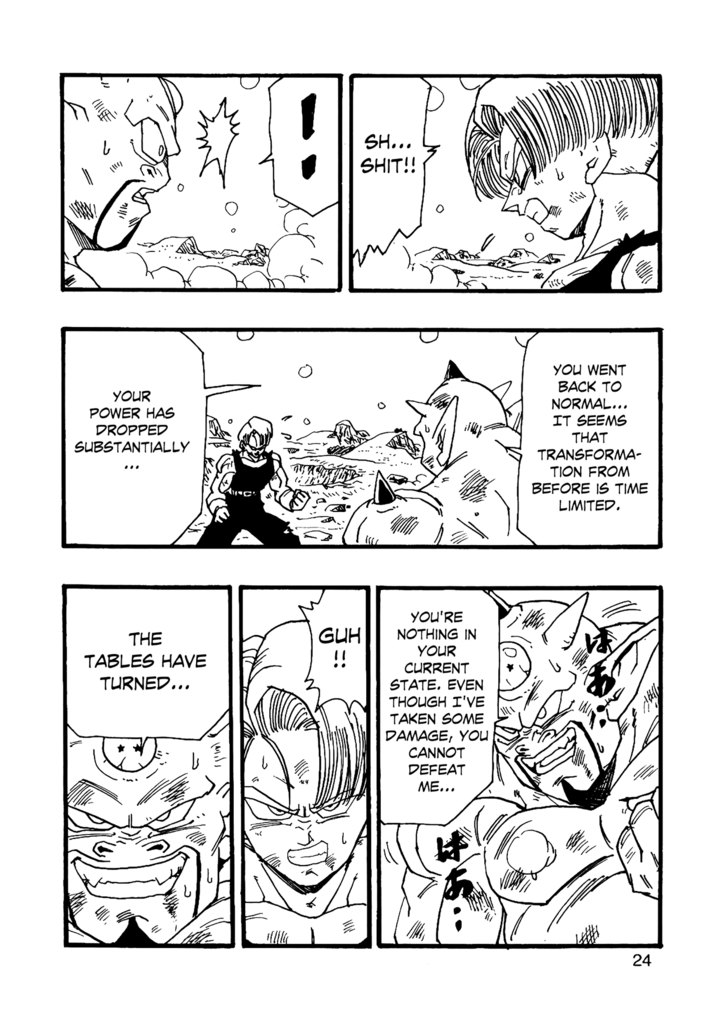 SH...
SHIT!!
!!
YOU WENT
BACK TO
NORMAL...
IT SEEMS
THAT
TRANSFORMA-
TION FROM
BEFORE IS TIME
LIMITED.
YOUR
POWER HAS
DROPPED
SUBSTANTIALLY
...
はあ...
YOU'RE
NOTHING IN
YOUR
CURRENT
STATE. EVEN
THOUGH I'VE
TAKEN SOME
DAMAGE, YOU
CANNOT
DEFEAT
ME...
はあ...
GUH
!!
THE
TABLES HAVE
TURNED...
24